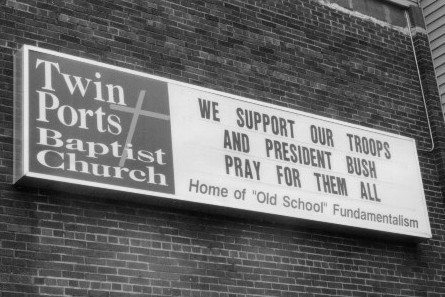 Twin
Ports
Baptist
Church
WE SUPPORT OUR TROOPS
AND PRESIDENT BUSH
PRAY FOR THEM ALL
Home of "Old School" Fundamentalism